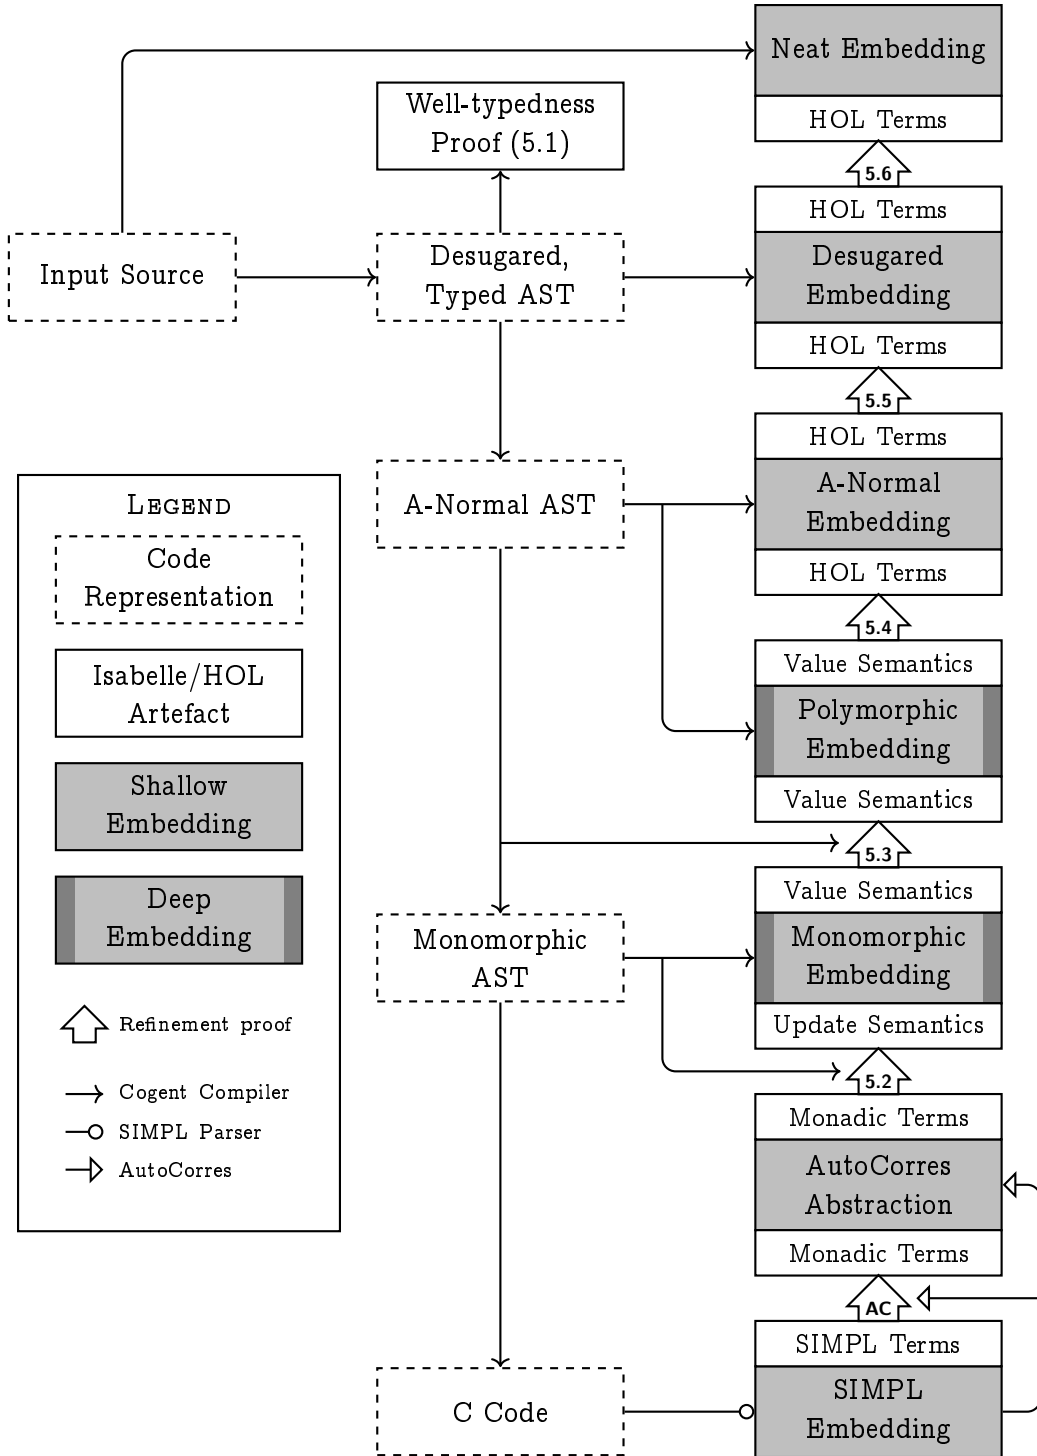 Neat Embedding
HOL Terms
5.6
Well-typedness
Proof (5.1)
Input Source
Desugared,
Typed AST
HOL Terms
Desugared
Embedding
HOL Terms
5.5
A-Normal AST
HOL Terms
A-Normal
Embedding
HOL Terms
5.4
Value Semantics
Polymorphic
Embedding
Value Semantics
5.3
Monomorphic
AST
Value Semantics
Monomorphic
Embedding
Update Semantics
5.2
Monadic Terms
AutoCorres
Abstraction
Monadic Terms
AC
C Code
SIMPL Terms
SIMPL
Embedding
LEGEND
Code
Representation
Isabelle/HOL
Artefact
Shallow
Embedding
Deep
Embedding
Refinement proof
Cogent Compiler
SIMPL Parser
AutoCorres